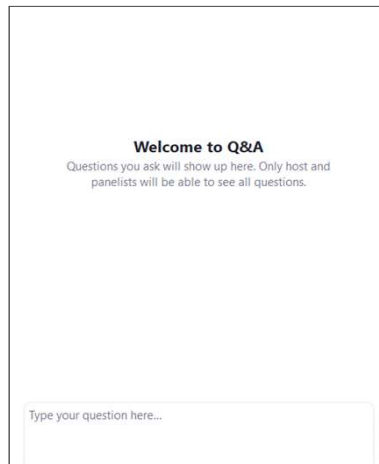 Welcome to Q&A
Questions you ask will show up here. Only host and
panelists will be able to see all questions.
Type your question here...